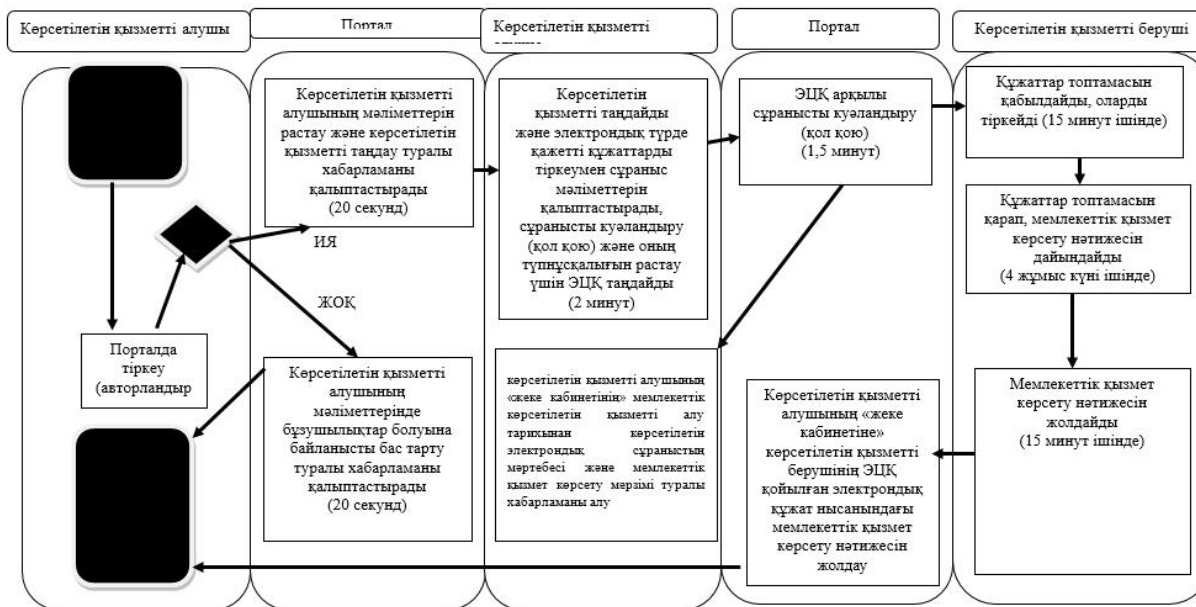 Көрсетілетін қызметті алушы
Портал
Көрсетілетін қызметті
Портал
Көрсетілетін қызметті беруші
Көрсетілетін қызметті
алушының мәліметтерін
растау және көрсетілетін
қызметті таңдау туралы
хабарламаны
қалыптастырады
(20 секунд)
Көрсетілетін
қызметті таңдайды
және электрондық түрде
қажетті құжаттарды
тіркеумен сұраныс
мәліметтерін
қалыптастырады,
сұранысты куәландыру
(қол қою) және оның
түпнұсқалығын растау
үшін ЭЦҚ таңдайды
(2 минут)
ЭЦҚ арқылы
сұранысты куәландыру
(қол қою)
(1,5 минут)
Құжаттар топтамасын
қабылдайды, оларды
тіркейді (15 минут ішінде)
Құжаттар топтамасын
қарап, мемлекеттік қызмет
көрсету нәтижесін
дайындайды
(4 жұмыс күні ішінде)
ИЯ
ЖОҚ
Порталда
тіркеу
(авторландыр
Көрсетілетін қызметті
алушының
мәліметтерінде
бұзушылықтар болуына
байланысты бас тарту
туралы хабарламаны
қалыптастырады
(20 секунд)
көрсетілетін қызметті алушының
«жеке кабинетінің» мемлекеттік
көрсетілетін қызметті алу
тарихынан көрсетілетін
электрондық сұраныстың
мәртебесі және мемлекеттік
қызмет көрсету мерзімі туралы
хабарламаны алу
Көрсетілетін қызметті
алушының «жеке
кабинетіне»
көрсетілетін қызметті
берушінің ЭЦҚ
қойылған электрондық
құжат нысанындағы
мемлекеттік қызмет
көрсету нәтижесін
жолдау
Мемлекеттік қызмет
көрсету нәтижесін
жолдайды
(15 минут ішінде)